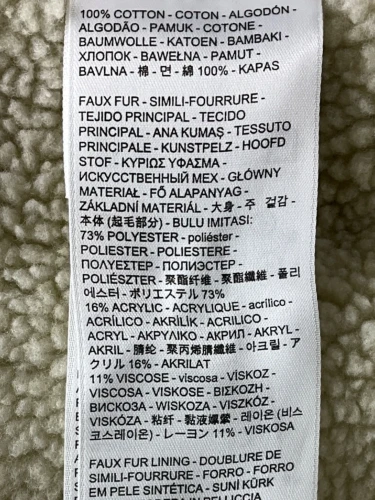 100% COTTON - COTON - ALGODÓN -
ALGODÃO - PAMUK - COTONE -
BAUMWOLLE - KATOEN - BAMBAKI -
ХЛОПОК - BAWEŁNA - PAMUT -
BAVLNA - 棉 - 면 - 綿 100% - KAPAS
FAUX FUR - SIMILI-FOURRURE -
TEJIDO PRINCIPAL - TECIDO
PRINCIPAL - ANA KUMAŞ - TESSUTO
PRINCIPALE - KUNSTPELZ - HOOFD
STOF - ΚΥΡΙΩΣ ΥΦΑΣΜΑ -
ИСКУССТВЕННЫЙ МЕХ - GŁÓWNY
MATERIAŁ - FŐ ALAPANYAG -
ZÁKLADNÍ MATERIÁL - 大身 - 주 겉감 -
本体 (起毛部分) - BULU IMITASI:
73% POLYESTER - poliéster -
POLIESTER - POLIESTERE -
ΠΟΛΥΕΣΤΕΡ - ПОЛИЭСТЕР -
POLIÉSZTER - 聚酯纤维 - 聚酯纖維 - 폴리
에스터 - ポリエステル 73%
16% ACRYLIC - ACRYLIQUE - acrílico -
ACRÍLICO - AKRİLİK - ACRILICO -
ACRYL - ΑΚΡΥΛΙΚΟ - АКРИЛ - AKRYL -
AKRIL - 腈纶 - 聚丙烯腈纖維 - 아크릴 - ア
クリル 16% - AKRILAT
11% VISCOSE - viscosa - VİSKOZ -
VISCOSA - VISKOSE - ΒΙΣΚΟΖΗ -
ВИСКОЗА - WISKOZA - VISZKÓZ -
VISKÓZA - 粘纤 - 黏液螺縈 - 레이온 (비스
코스레이온) - レーヨン 11% - VISKOSA
FAUX FUR LINING - DOUBLURE DE
SIMILI-FOURRURE - FORRO - FORRO
EM PELE SINTÉTICA - SUNİ KÜRK